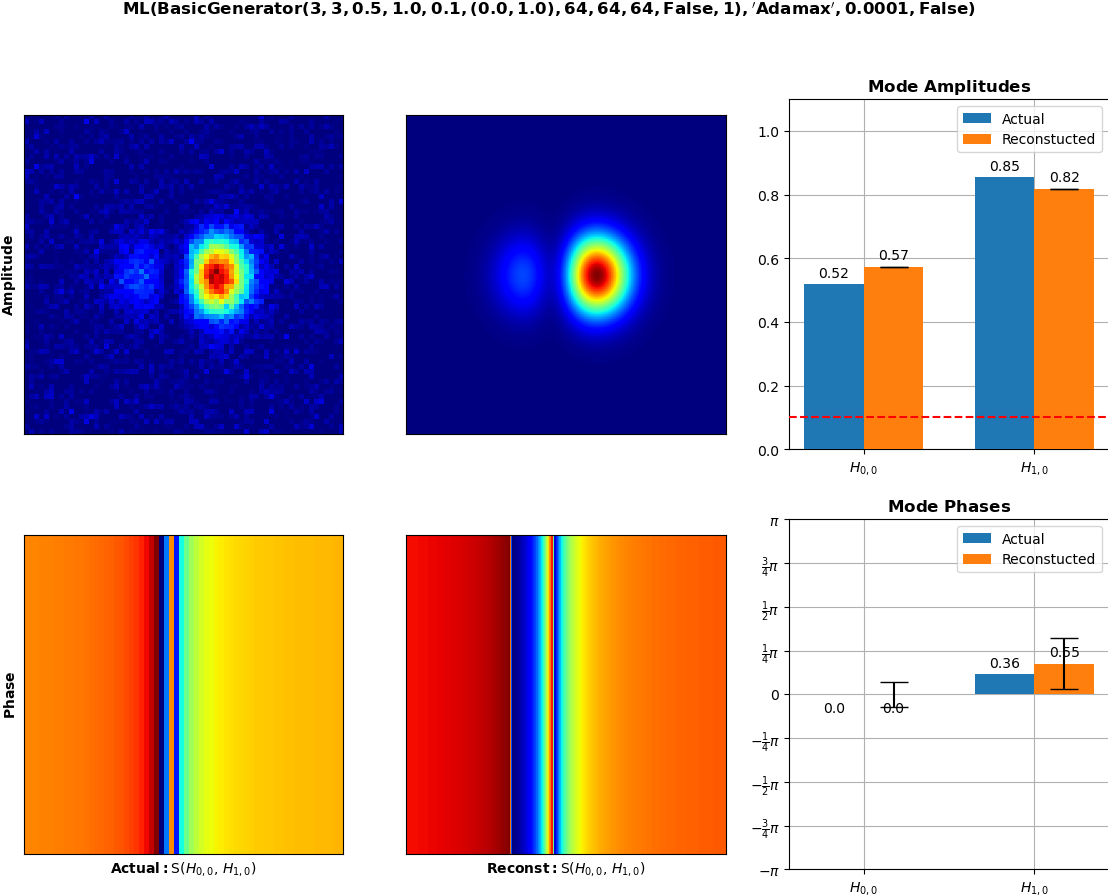 ML(BasicGenerator(3, 3, 0.5, 1.0, 0.1, (0.0, 1.0), 64, 64, 64, False, 1), ′Adamax′, 0.0001, False)
Amplitude
Mode Amplitudes
Actual
Reconstucted
1.0
0.8
0.6
0.4
0.2
0.0
0.52
0.57
0.85
0.82
H0,0
H1,0
Phase
Actual: S(H0,0, H1,0)
Reconst: S(H0,0, H1,0)
Mode Phases
Actual
Reconstucted
π
3/4π
1/2π
1/4π
0
−1/4π
−1/2π
−3/4π
−π
0.0
0.0
0.36
0.55
H0,0
H1,0